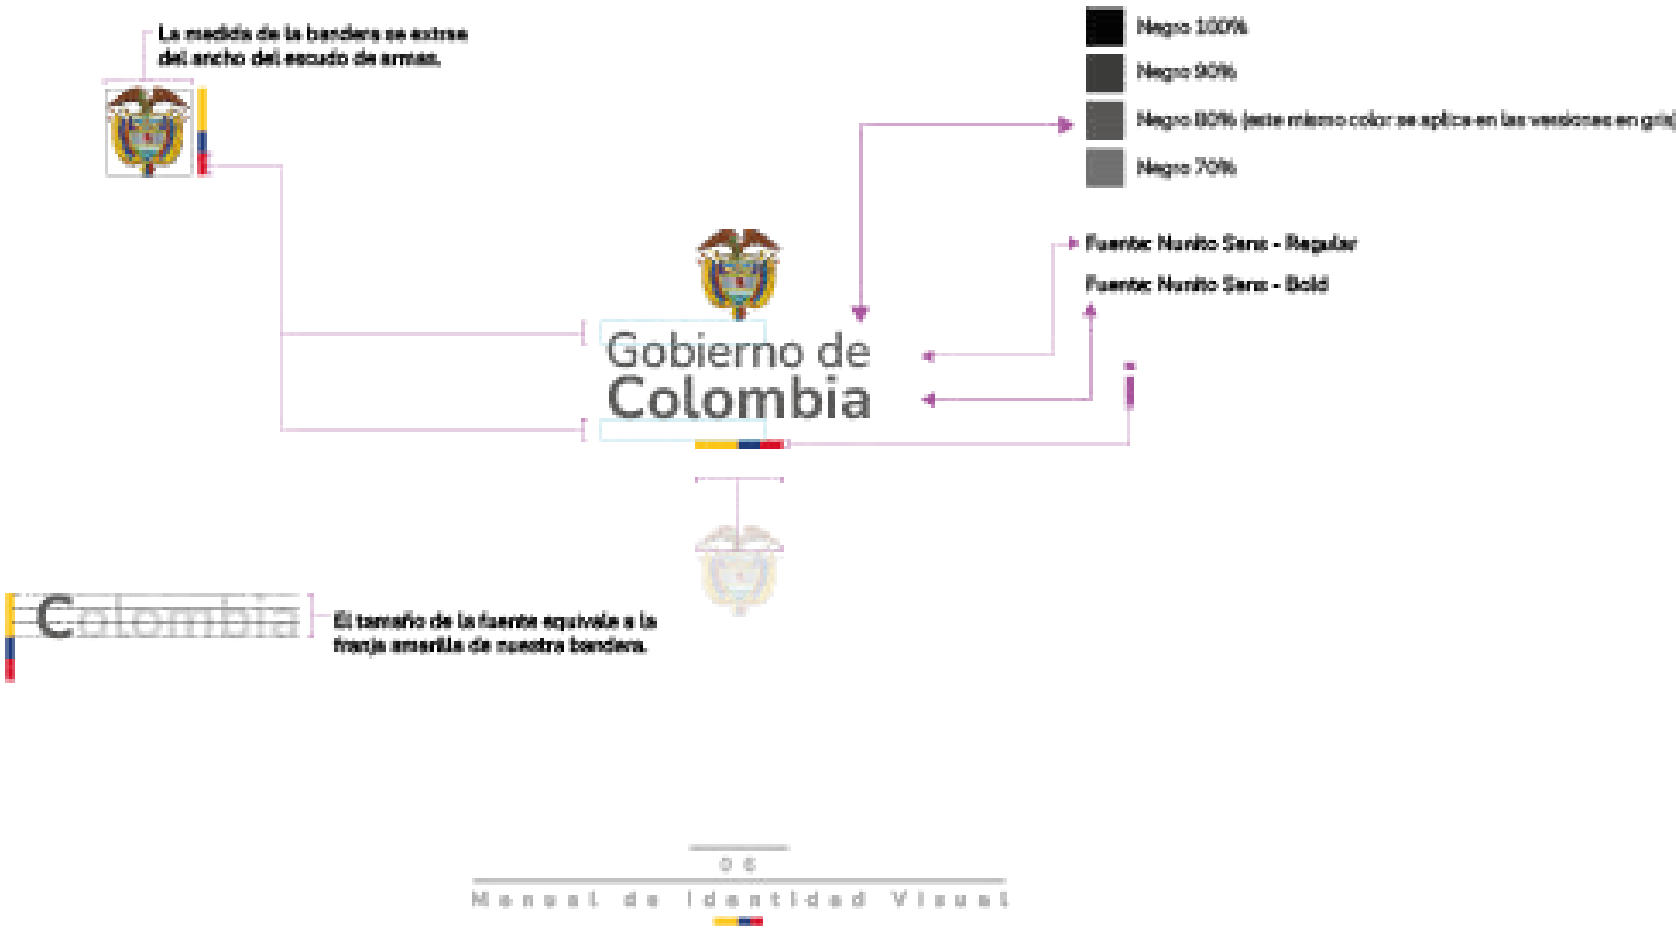 La medida de la bandera se extrae
del ancho del escudo de armas.
Negro 100%
Negro 90%
Negro 80% (este mismo color se aplica en las versiones en gris)
Negro 70%
Fuente: Nunito Sans - Regular
Fuente: Nunito Sans - Bold
Gobierno de
Colombia
Colombia
El tamaño de la fuente equivale a la
franja amarilla de nuestra bandera.
06
Manual de Identidad Visual